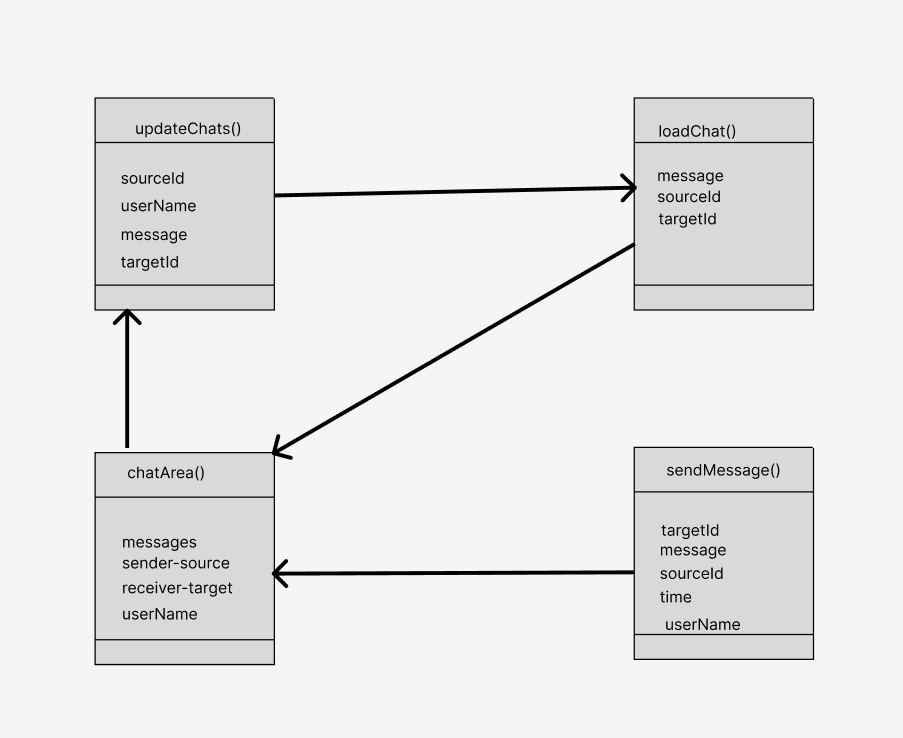 updateChats()
sourceId
userName
message
targetId
loadChat()
message
sourceId
targetId
chatArea()
messages
sender-source
receiver-target
userName
sendMessage()
targetId
message
sourceId
time
userName